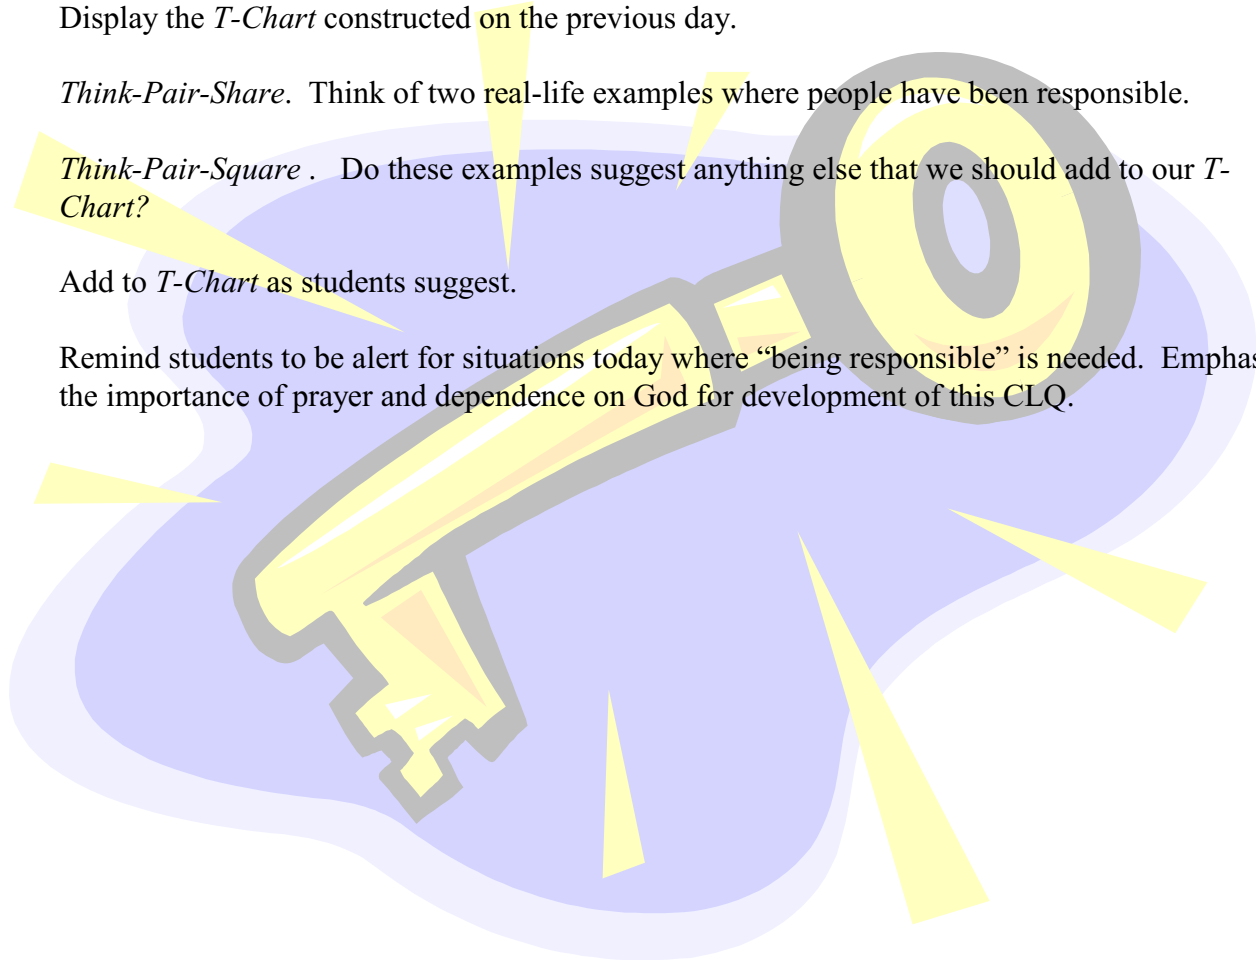 Display the T-Chart constructed on the previous day.
Think-Pair-Share.  Think of two real-life examples where people have been responsible.
Think-Pair-Square .   Do these examples suggest anything else that we should add to our T-
Chart?
Add to T-Chart as students suggest.
Remind students to be alert for situations today where “being responsible” is needed.  Emphas
the importance of prayer and dependence on God for development of this CLQ.